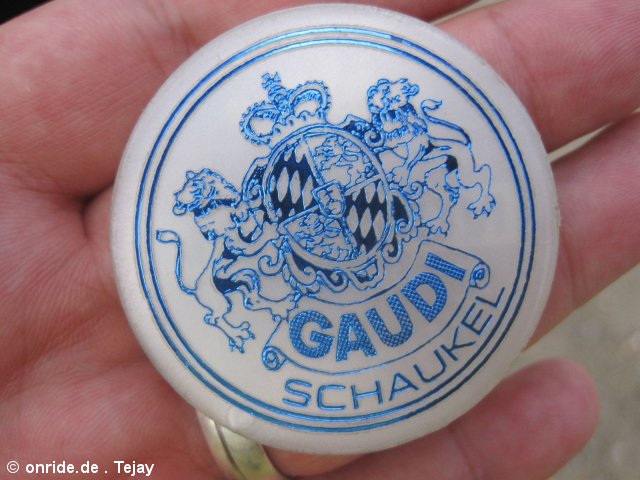 GAUDI
SCHAUKEL
© onride.de . Tejay